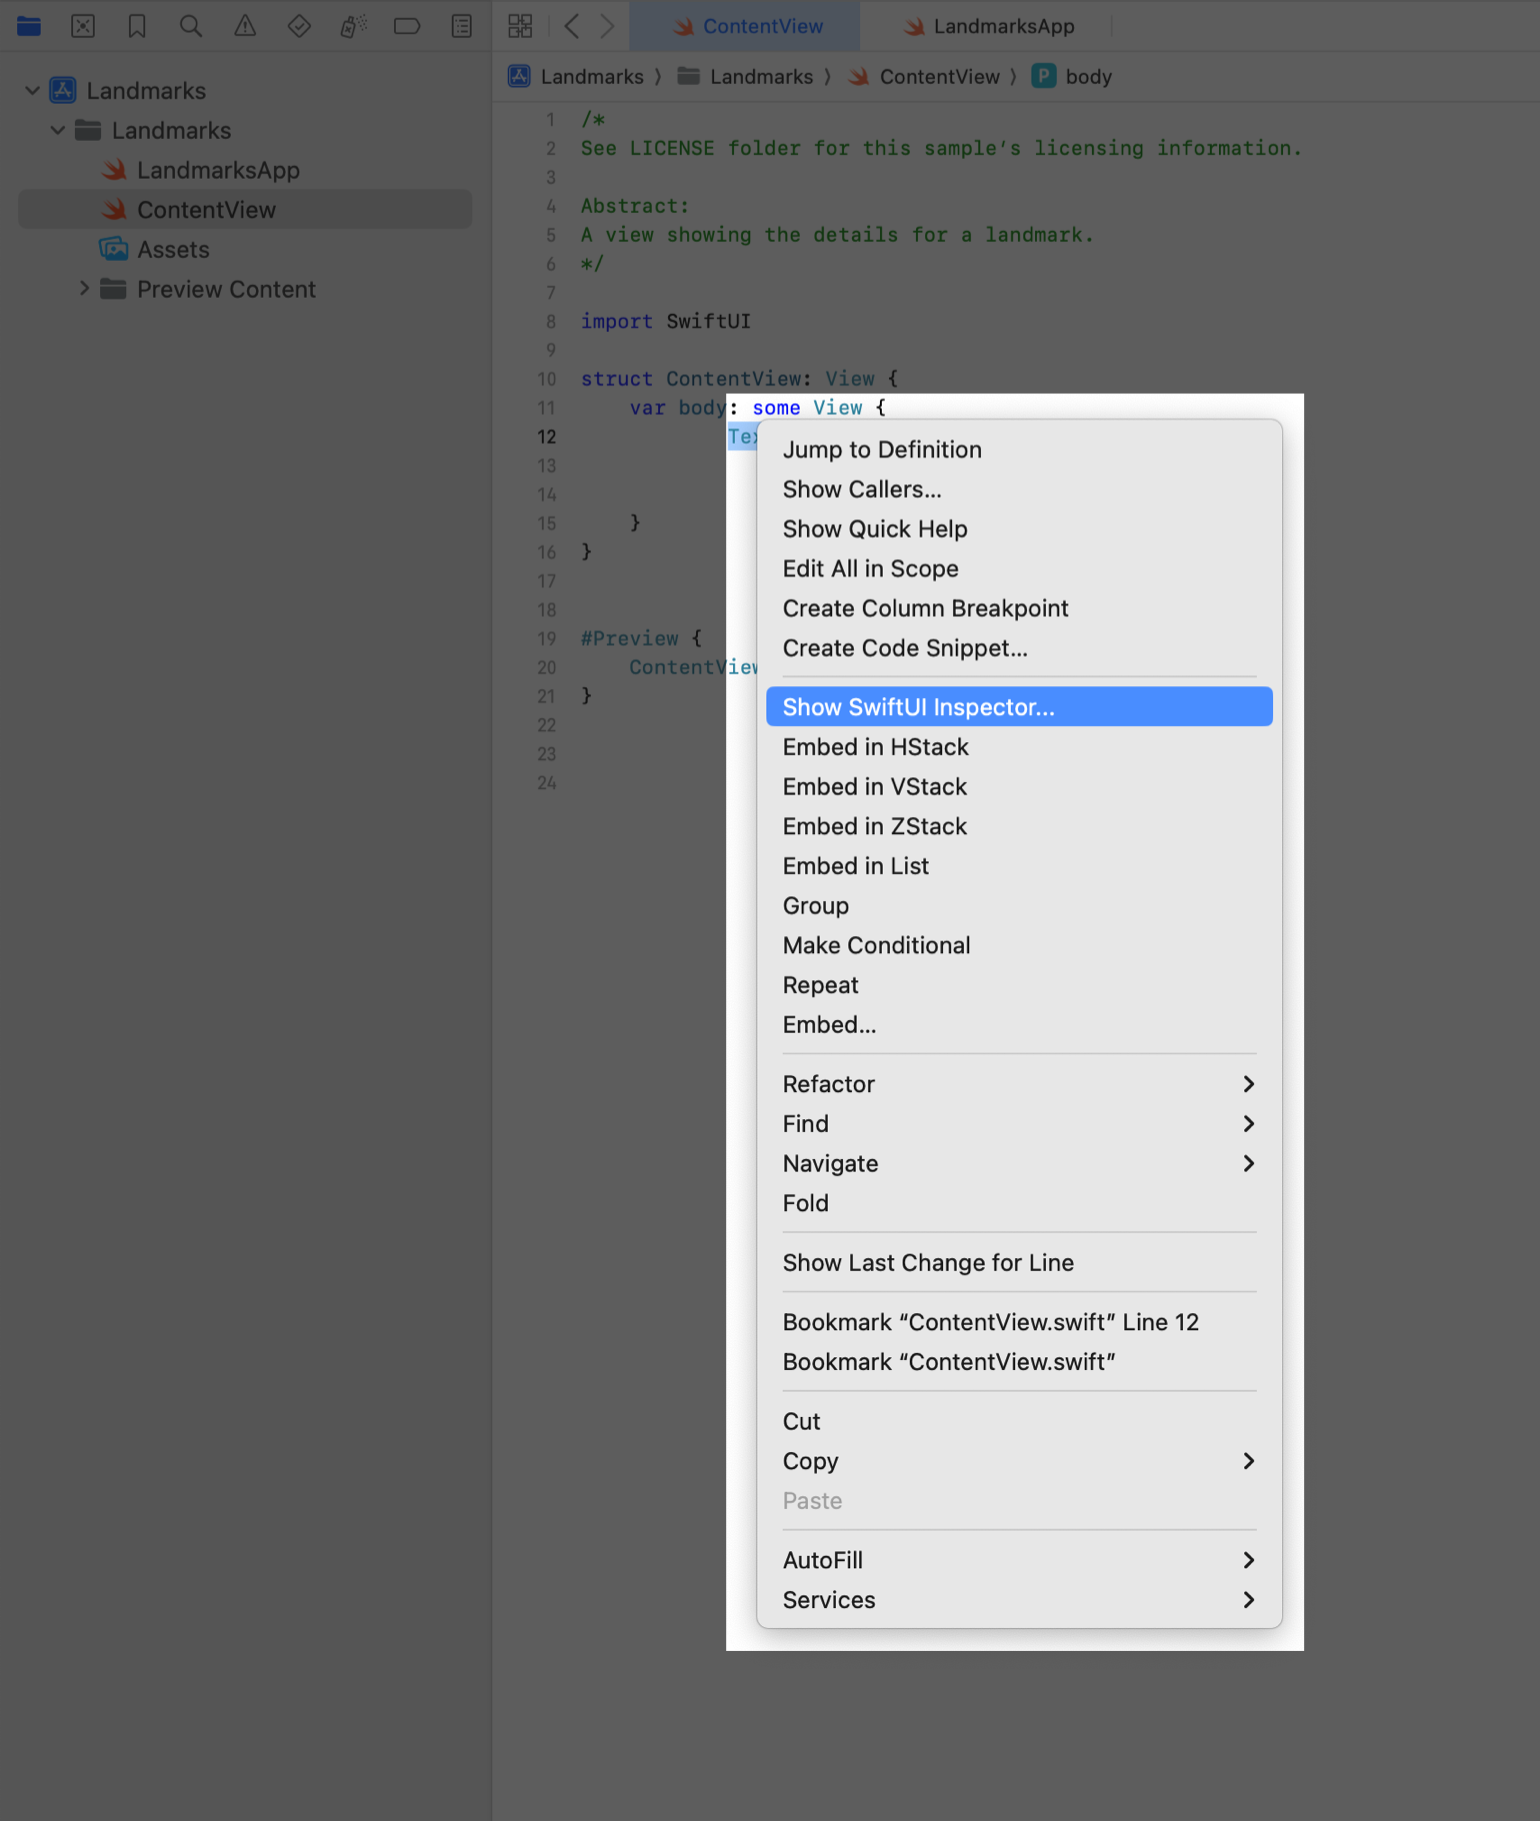 ContentView
LandmarksApp
Landmarks
Landmarks
ContentView
P
body
Landmarks
Landmarks
LandmarksApp
ContentView
Assets
Preview Content
1 /*
2 See LICENSE folder for this sample’s licensing information.
3
4 Abstract:
5 A view showing the details for a landmark.
6 */
7
8 import SwiftUI
9
10 struct ContentView: View {
11 var body: some View {
12
13
14
15 }
16 }
17
18
19 #Preview {
20 ContentView
21 }
22
23
24
Jump to Definition
Show Callers...
Show Quick Help
Edit All in Scope
Create Column Breakpoint
Create Code Snippet...
Show SwiftUI Inspector...
Embed in HStack
Embed in VStack
Embed in ZStack
Embed in List
Group
Make Conditional
Repeat
Embed...
Refactor
Find
Navigate
Fold
Show Last Change for Line
Bookmark “ContentView.swift” Line 12
Bookmark “ContentView.swift”
Cut
Copy
Paste
AutoFill
Services